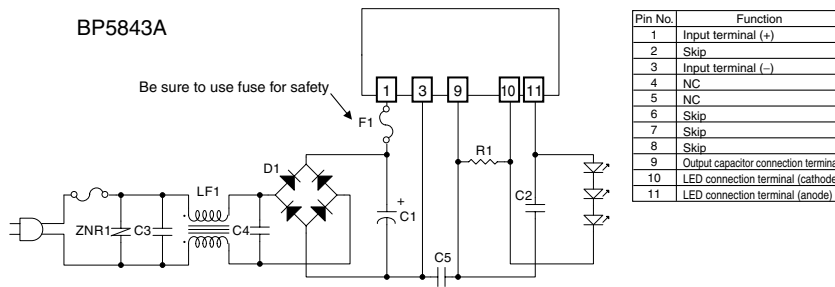 BP5843A
Be sure to use fuse for safety
1 3 9 10 11
F1
R1
D1
LF1
+
C1
C2
ZNR1 C3 C4
C5
Pin No. Function
1 Input terminal (+)
2 Skip
3 Input terminal (−)
4 NC
5 NC
6 Skip
7 Skip
8 Skip
9 Output capacitor connection termina
10 LED connection terminal (cathode
11 LED connection terminal (anode)